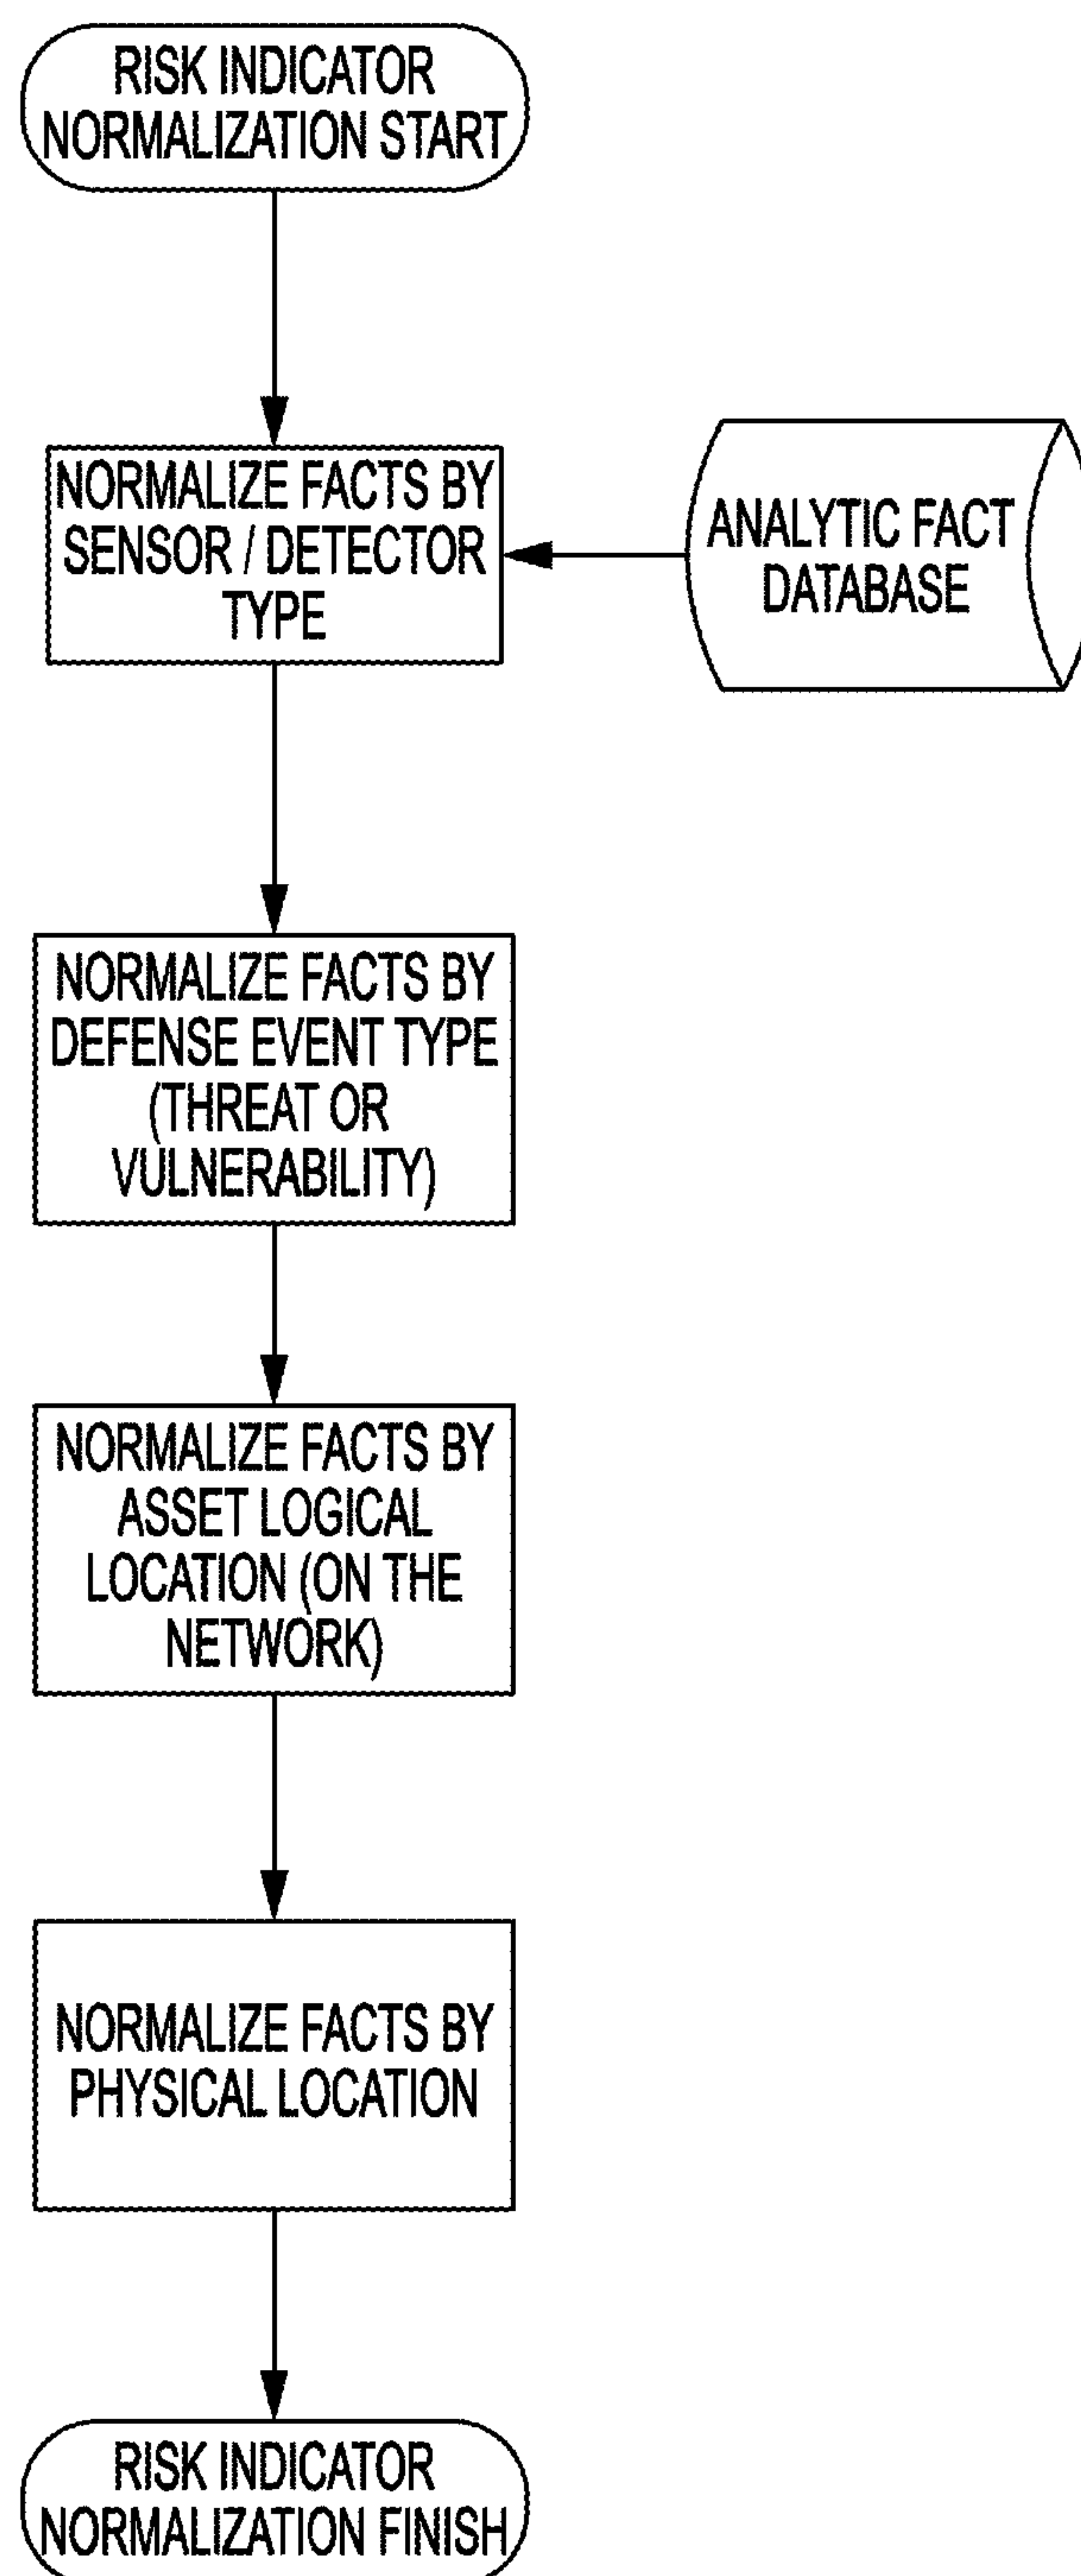 RISK INDICATOR
NORMALIZATION START
NORMALIZE FACTS BY
SENSOR / DETECTOR
TYPE
ANALYTIC FACT
DATABASE
NORMALIZE FACTS BY
DEFENSE EVENT TYPE
(THREAT OR
VULNERABILITY)
NORMALIZE FACTS BY
ASSET LOGICAL
LOCATION (ON THE
NETWORK)
NORMALIZE FACTS BY
PHYSICAL LOCATION
RISK INDICATOR
NORMALIZATION FINISH